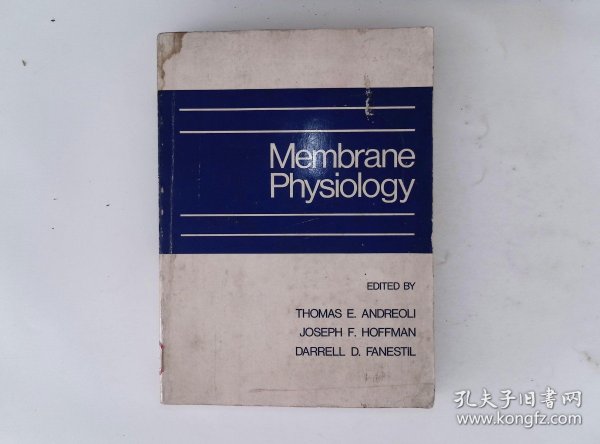 Membrane
Physiology
EDITED BY
THOMAS E. ANDREOLI
JOSEPH F. HOFFMAN
DARRELL D. FANESTIL
孔夫子旧书网
www.kongfz.com